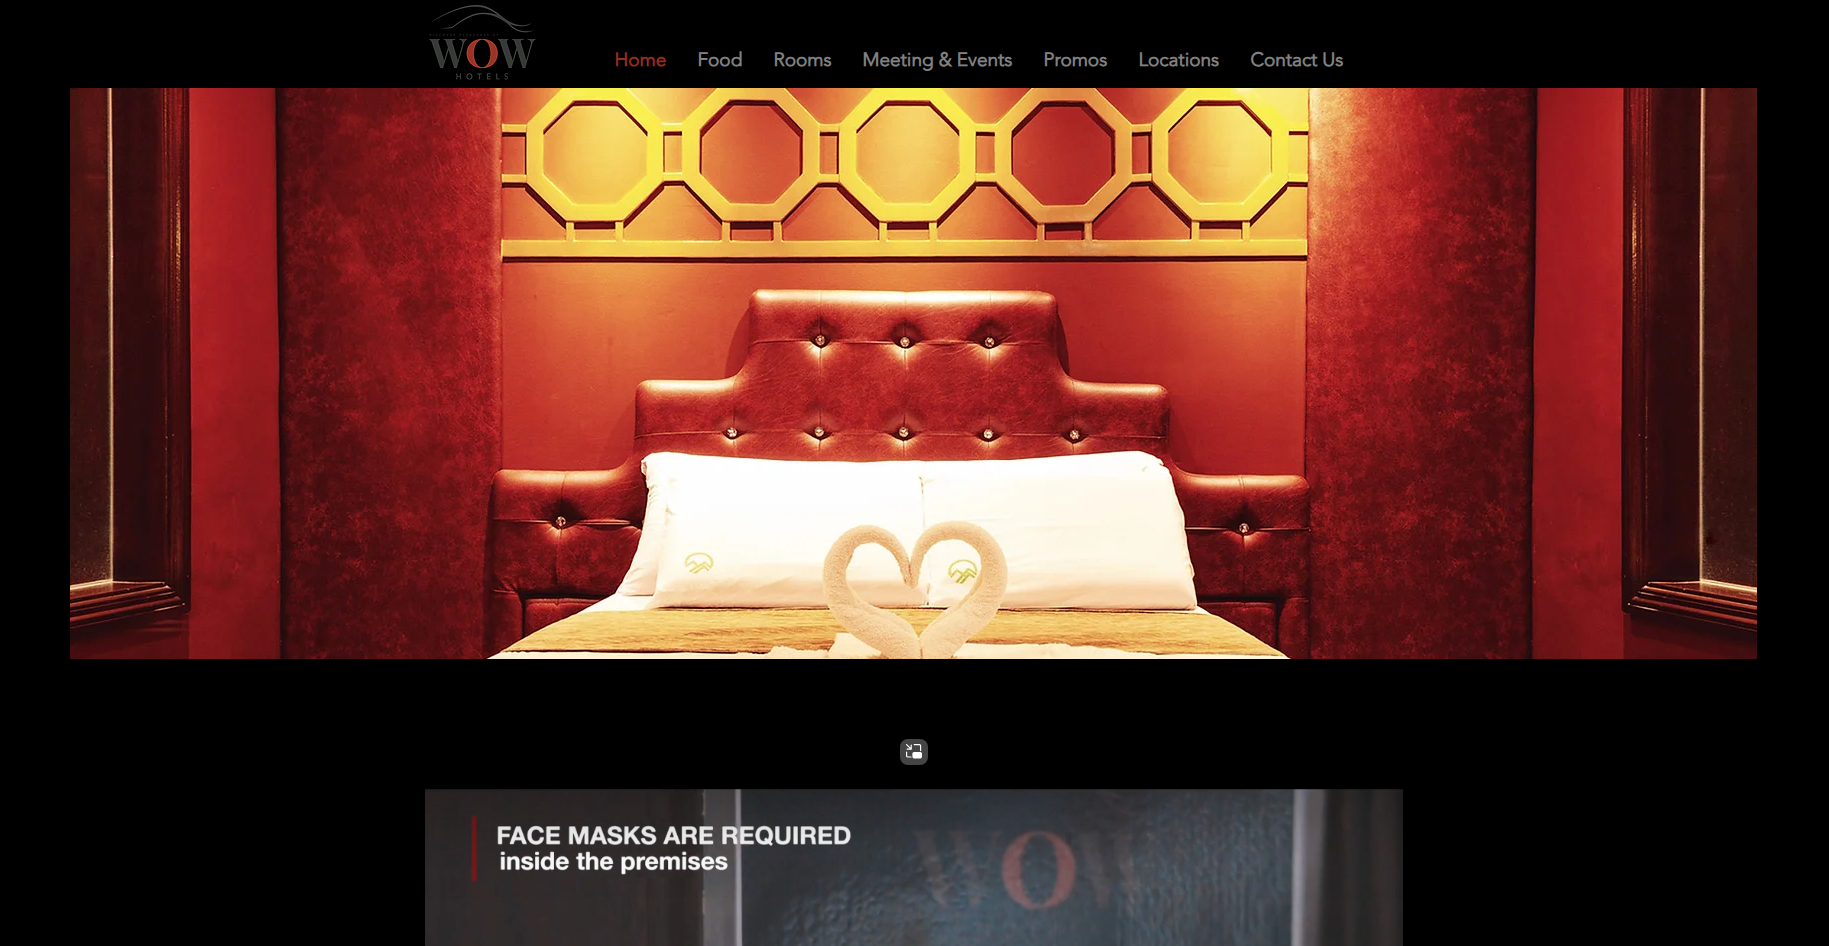 WOW
HOTELS
Home Food Rooms Meeting & Events Promos Locations Contact Us
FACE MASKS ARE REQUIRED
inside the premises
WOW